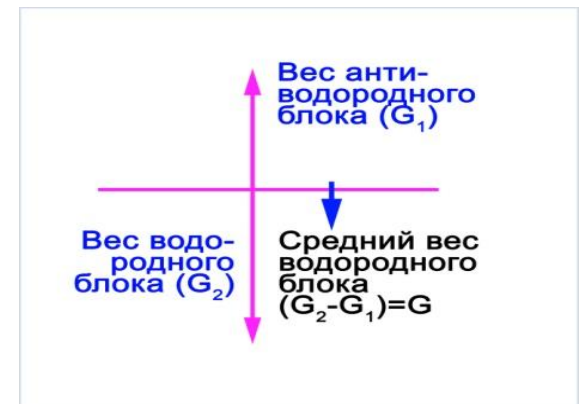 Вес анти-
водородного
блока (G₁)
Вес водо-
родного
блока (G₂)
Средний вес
водородного
блока
(G₂-G₁)=G